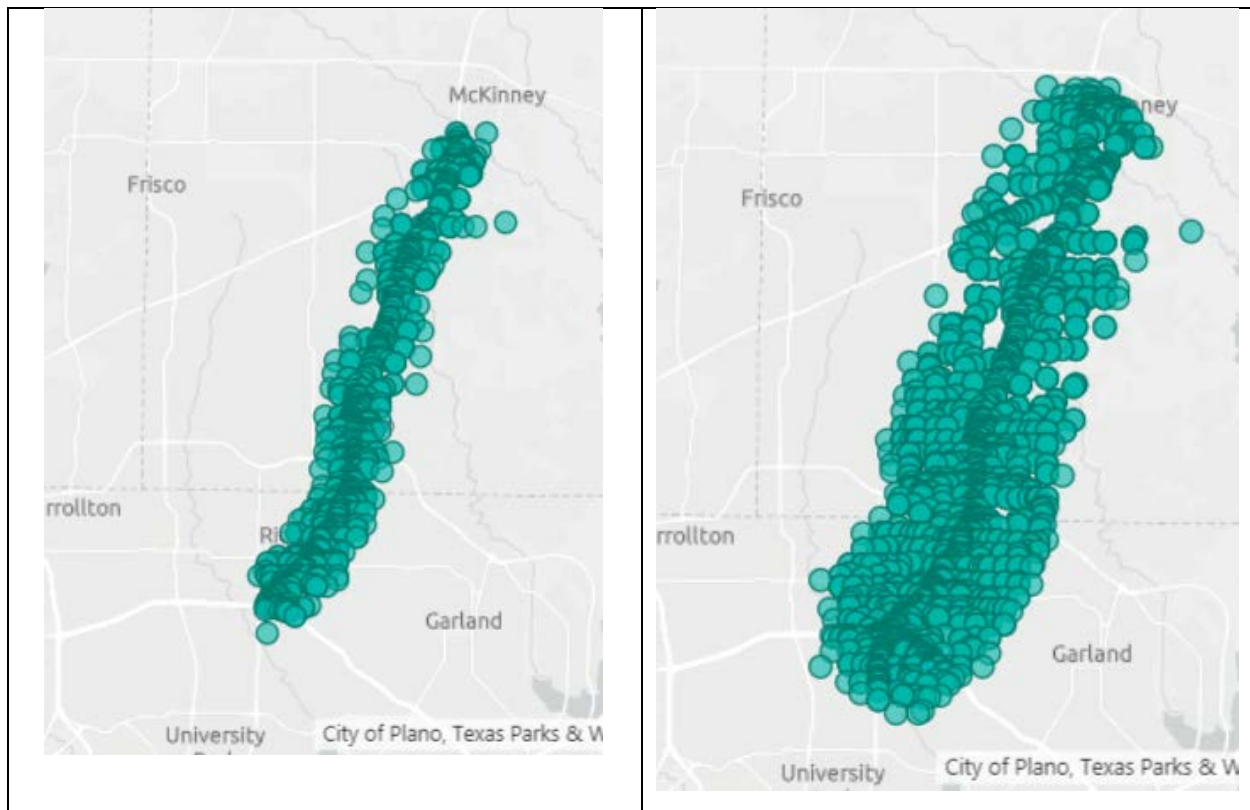 McKinney
Frisco
rrollton
Ri
Garland
University
City of Plano, Texas Parks & W
nney
Frisco
rrollton
Garland
University
City of Plano, Texas Parks & W